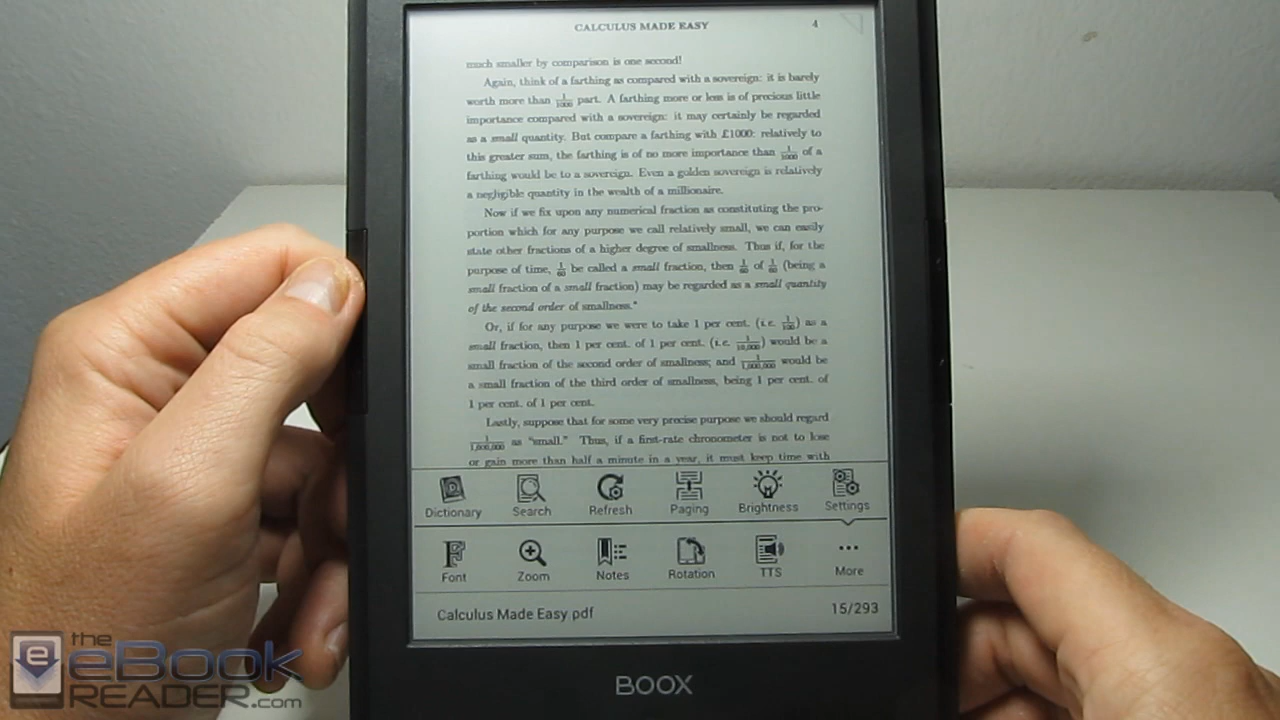 CALCULUS MADE EASY 4
much smaller by comparison is one second!
Again, think of a farthing as compared with a sovereign: it is barely
worth more than 1/1000 part. A farthing more or less is of precious little
importance compared with a sovereign: it may certainly be regarded
as a small quantity. But compare a farthing with £1000: relatively to
this greater sum, the farthing is of no more importance than 1/1000 of a
farthing would be to a sovereign. Even a golden sovereign is relatively
a negligible quantity in the wealth of a millionaire.
Now if we fix upon any numerical fraction as constituting the pro-
portion which for any purpose we call relatively small, we can easily
state other fractions of a higher degree of smallness. Thus if, for the
purpose of time, 1/60 be called a small fraction, then 1/60 of 1/60 (being a
small fraction of a small fraction) may be regarded as a small quantity
of the second order of smallness.*
Or, if for any purpose we were to take 1 per cent. (i.e. 1/100) as a
small fraction, then 1 per cent. of 1 per cent. (i.e. 1/10,000) would be a
small fraction of the second order of smallness; and 1/1,000,000 would be
a small fraction of the third order of smallness, being 1 per cent. of
1 per cent. of 1 per cent.
Lastly, suppose that for some very precise purpose we should regard
1/1,000,000 as "small." Thus, if a first-rate chronometer is not to lose
or gain more than half a minute in a year, it must keep time with
Dictionary Search Refresh Paging Brightness Settings
Font Zoom Notes Rotation TTS More
Calculus Made Easy.pdf 15/293
BOOX
the
eBook
READER.com